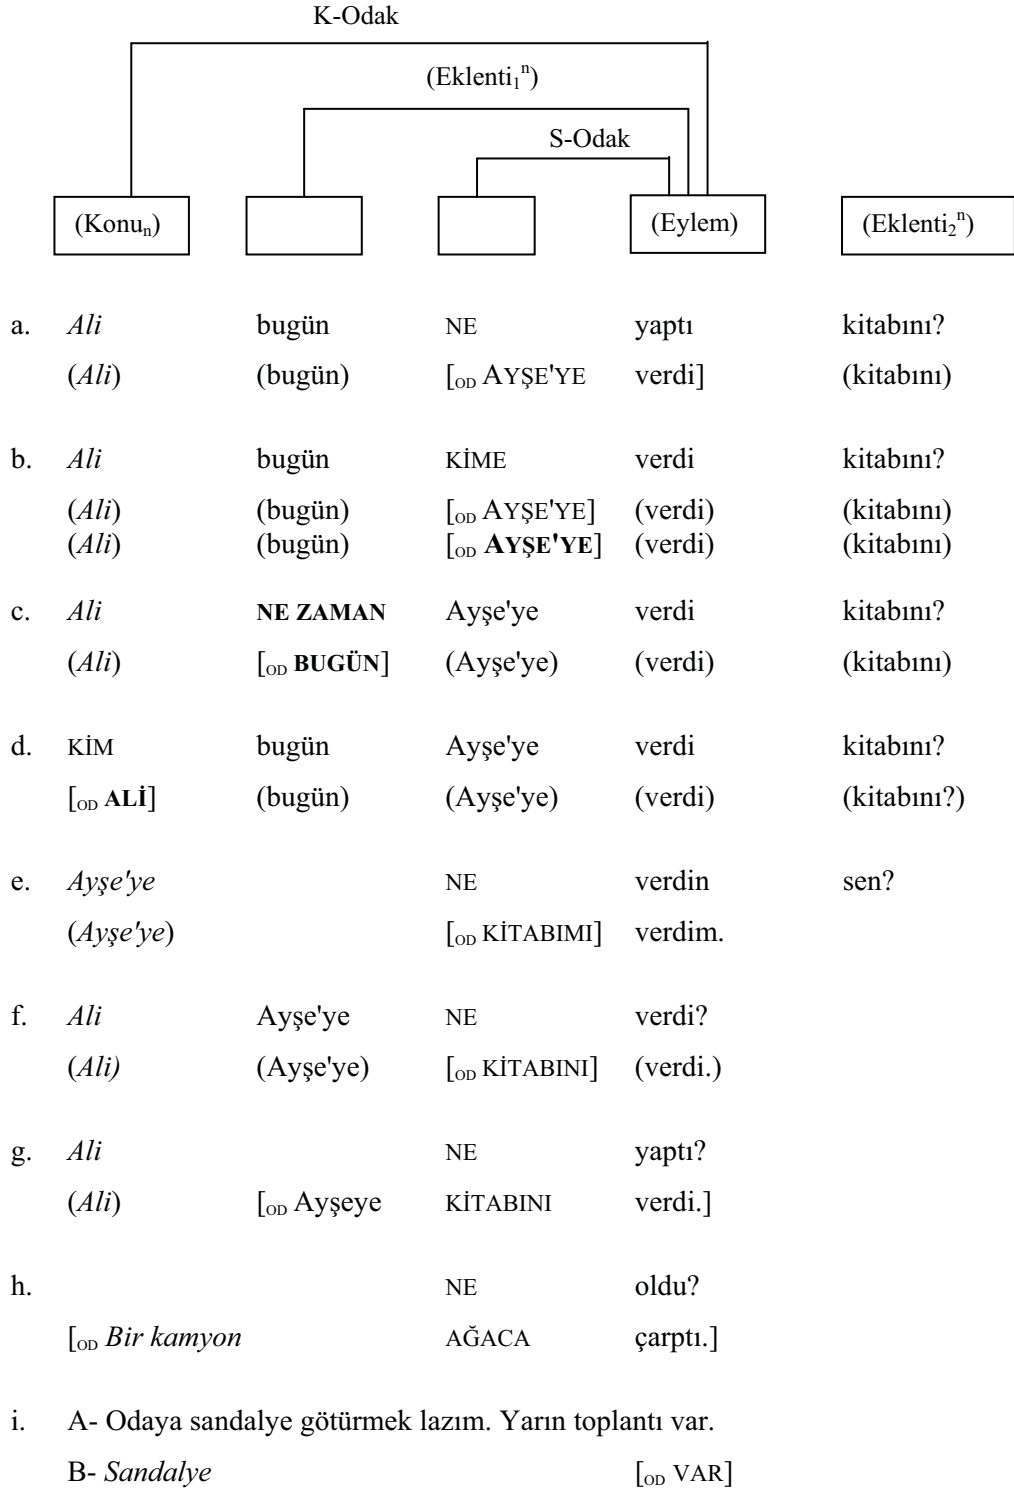 K-Odak
(Eklenti₁ⁿ)
S-Odak
(Konuₙ) (Eylem) (Eklenti₂ⁿ)
a. Ali bugün NE yaptı kitabını?
(Ali) (bugün) [OD AYŞE'YE verdi] (kitabını)
b. Ali bugün KİME verdi kitabını?
(Ali) (bugün) [OD AYŞE'YE] (verdi) (kitabını)
(Ali) (bugün) [OD AYŞE'YE] (verdi) (kitabını)
c. Ali NE ZAMAN Ayşe'ye verdi kitabını?
(Ali) [OD BUGÜN] (Ayşe'ye) (verdi) (kitabını)
d. KİM bugün Ayşe'ye verdi kitabını?
[OD ALİ] (bugün) (Ayşe'ye) (verdi) (kitabını?)
e. Ayşe'ye NE verdin sen?
(Ayşe'ye) [OD KİTABIMI] verdim.
f. Ali Ayşe'ye NE verdi?
(Ali) (Ayşe'ye) [OD KİTABINI] (verdi.)
g. Ali NE yaptı?
(Ali) [OD Ayşeye KİTABINI verdi.]
h. NE oldu?
[OD Bir kamyon AĞACA çarptı.]
i. A- Odaya sandalye götürmek lazım. Yarın toplantı var.
B- Sandalye [OD VAR]